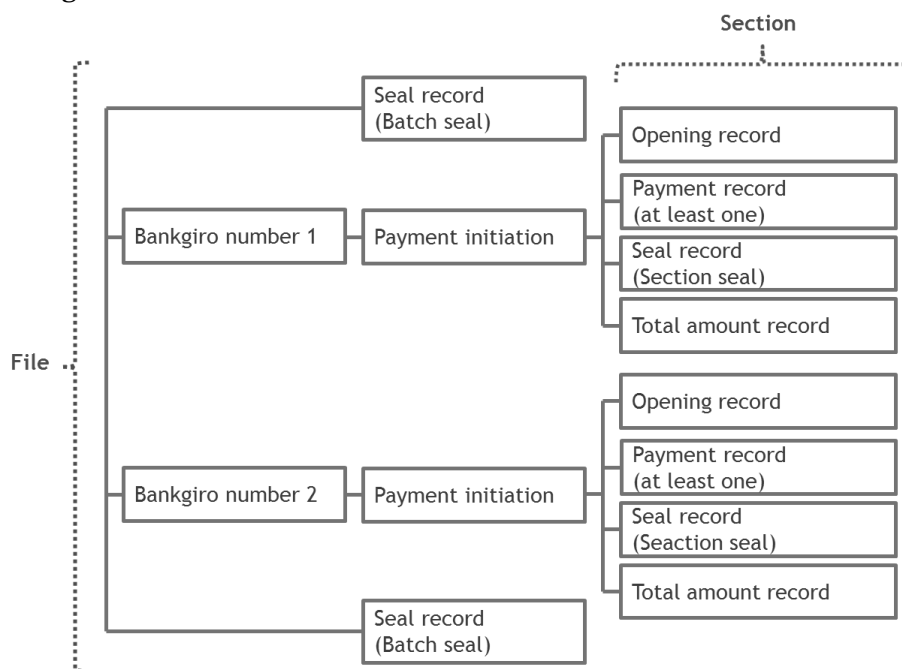 Section
Seal record
(Batch seal)
Opening record
Payment record
(at least one)
Bankgiro number 1
Payment initiation
Seal record
(Section seal)
Total amount record
File
Opening record
Payment record
(at least one)
Bankgiro number 2
Payment initiation
Seal record
(Seaction seal)
Total amount record
Seal record
(Batch seal)